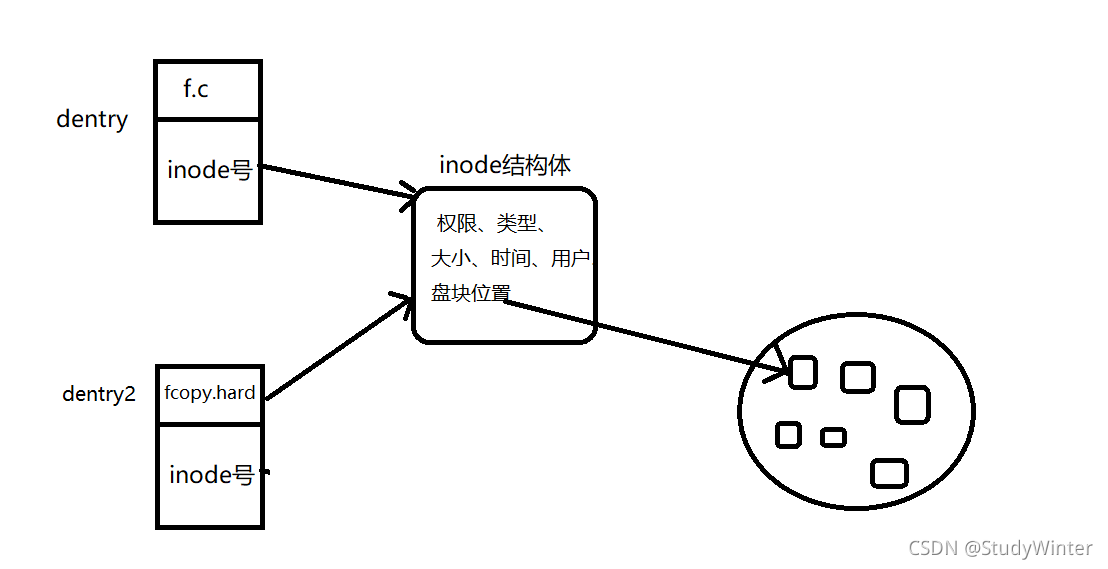 f.c
dentry
inode号
inode结构体
权限、类型、
大小、时间、用户
盘块位置
dentry2
fcopy.hard
inode号
CSDN @StudyWinter